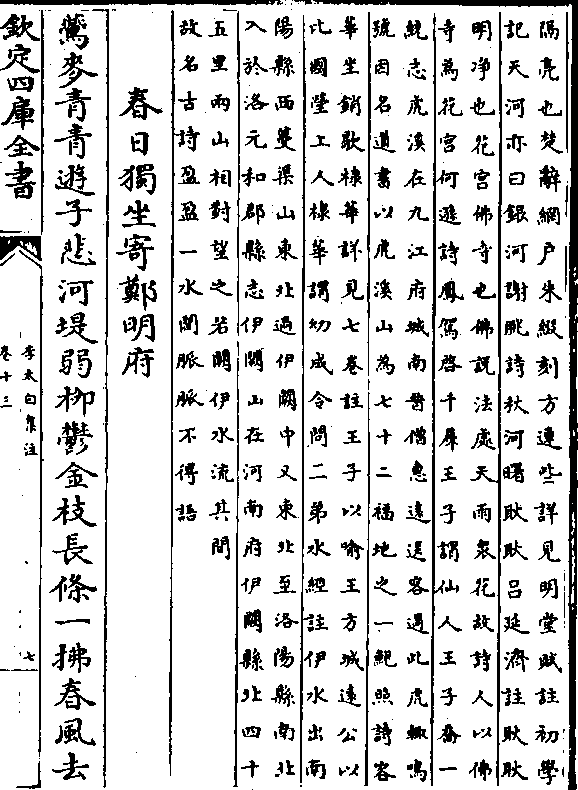 隔亮也楚辭網户朱綴刻方連些詳見明堂賦註初學
記天河亦曰銀河謝朓詩秋河曙耿耿吕延濟註耿耿
明净也花宫佛寺也佛説法處天雨衆花故詩人以佛
寺為花宫何遜詩鳳駕啓千羣王子謂仙人王子喬一
統志虎溪在九江府城南晉僧惠遠送客過此虎輙鳴
號因名道書以虎溪山為七十二福地之一鮑照詩容
華坐銷歇棣華詳見七卷註王子以喻王方城遠公以
比國瑩上人棣華謂幼成令問二弟水經註伊水出南
陽縣西蔓渠山東北過伊闕中又東北至洛陽縣南北
入於洛元和郡縣志伊闕山在河南府伊闕縣北四十
五里兩山相對望之若闕伊水流其間
故名古詩盈盈一水間脈脈不得語
春日獨坐寄鄭明府
鷰麥青青遊子悲河堤弱柳鬱金枝長條一拂春風去
欽定四庫全書
李太白集注
卷十三
七